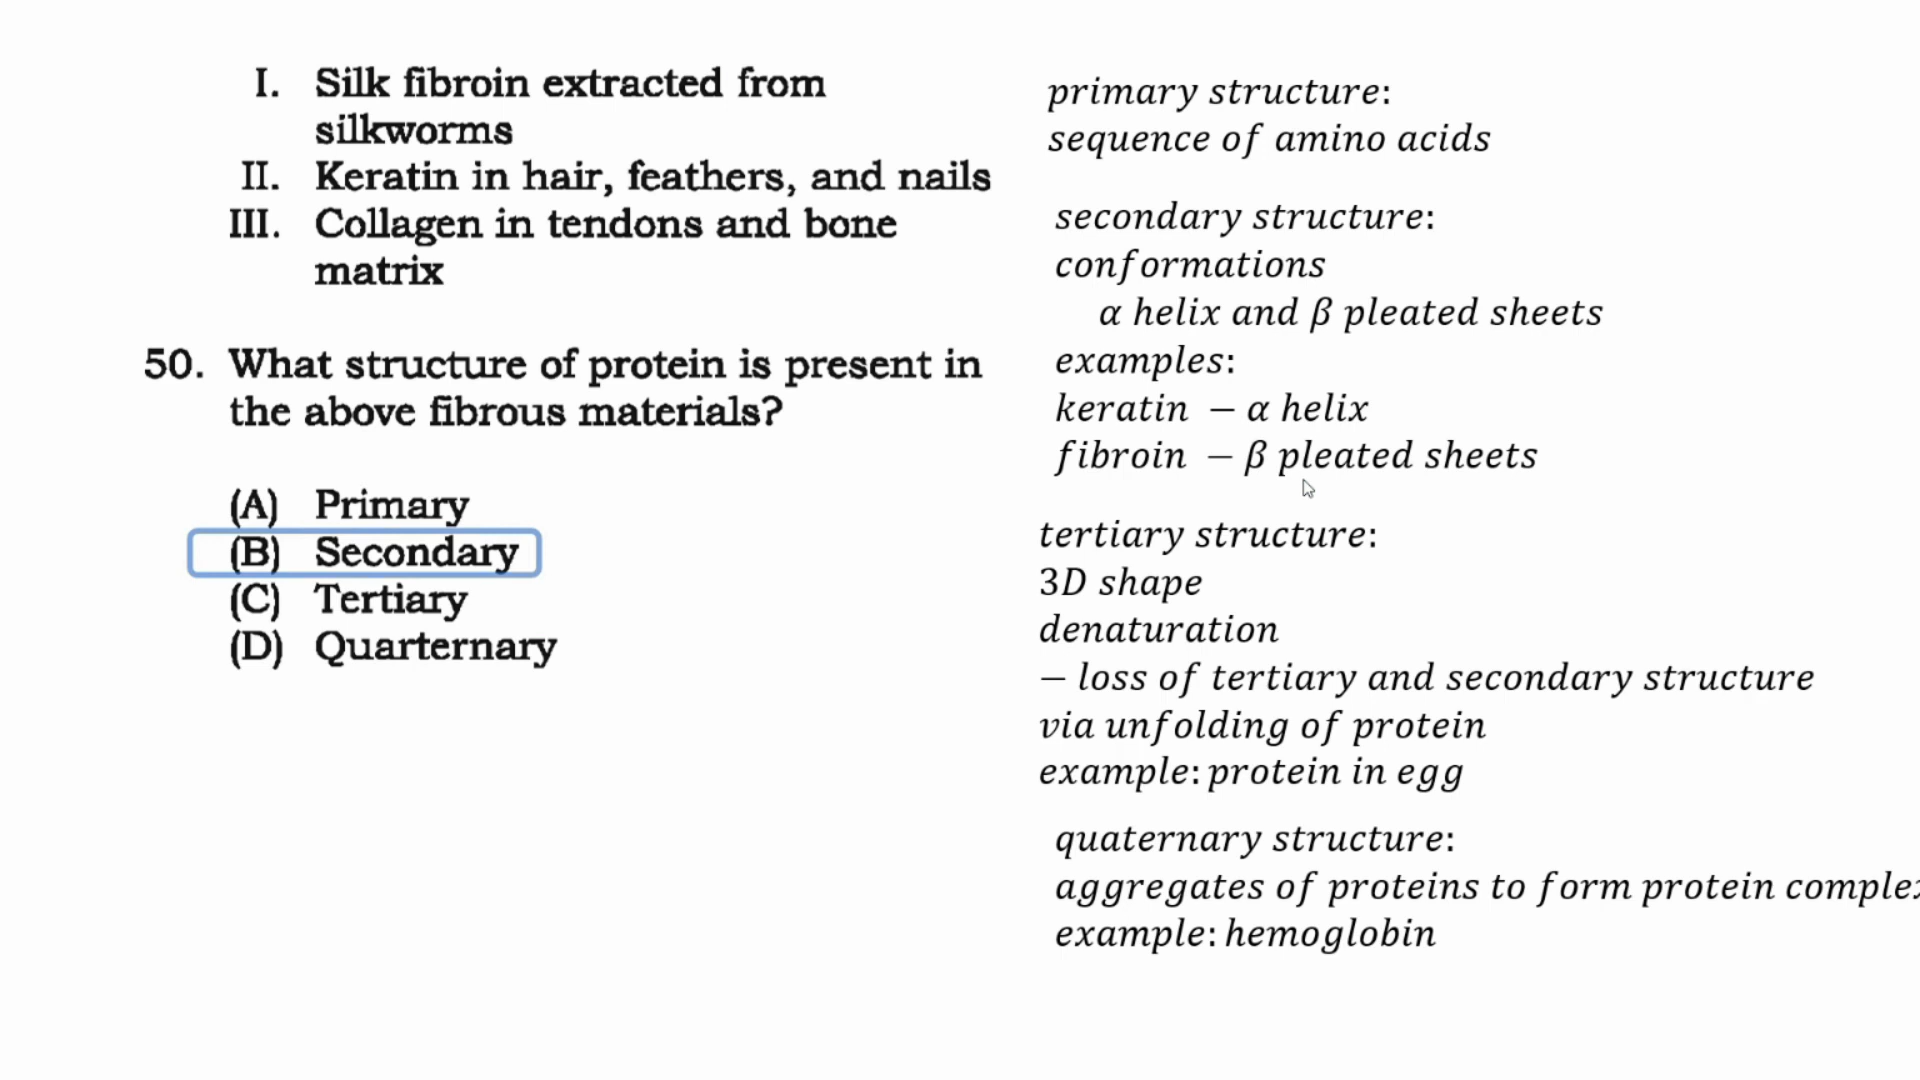 I. Silk fibroin extracted from
silkworms
II. Keratin in hair, feathers, and nails
III. Collagen in tendons and bone
matrix
50. What structure of protein is present in
the above fibrous materials?
(A) Primary
(B) Secondary
(C) Tertiary
(D) Quarternary
primary structure:
sequence of amino acids
secondary structure:
conformations
α helix and β pleated sheets
examples:
keratin − α helix
fibroin − β pleated sheets
tertiary structure:
3D shape
denaturation
− loss of tertiary and secondary structure
via unfolding of protein
example: protein in egg
quaternary structure:
aggregates of proteins to form protein complex
example: hemoglobin